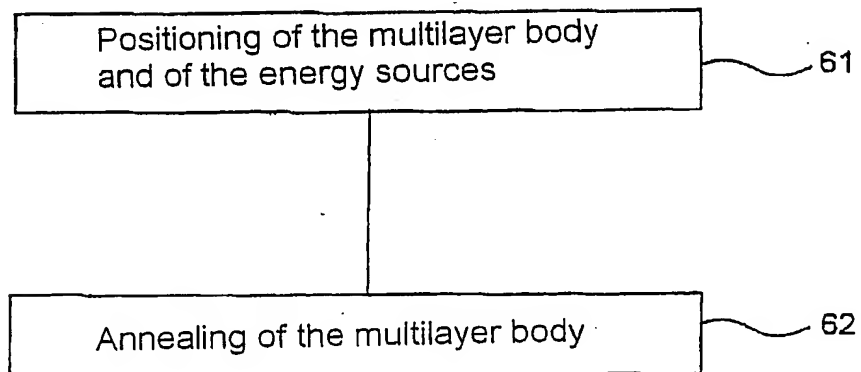 Positioning of the multilayer body
and of the energy sources
61
Annealing of the multilayer body
62